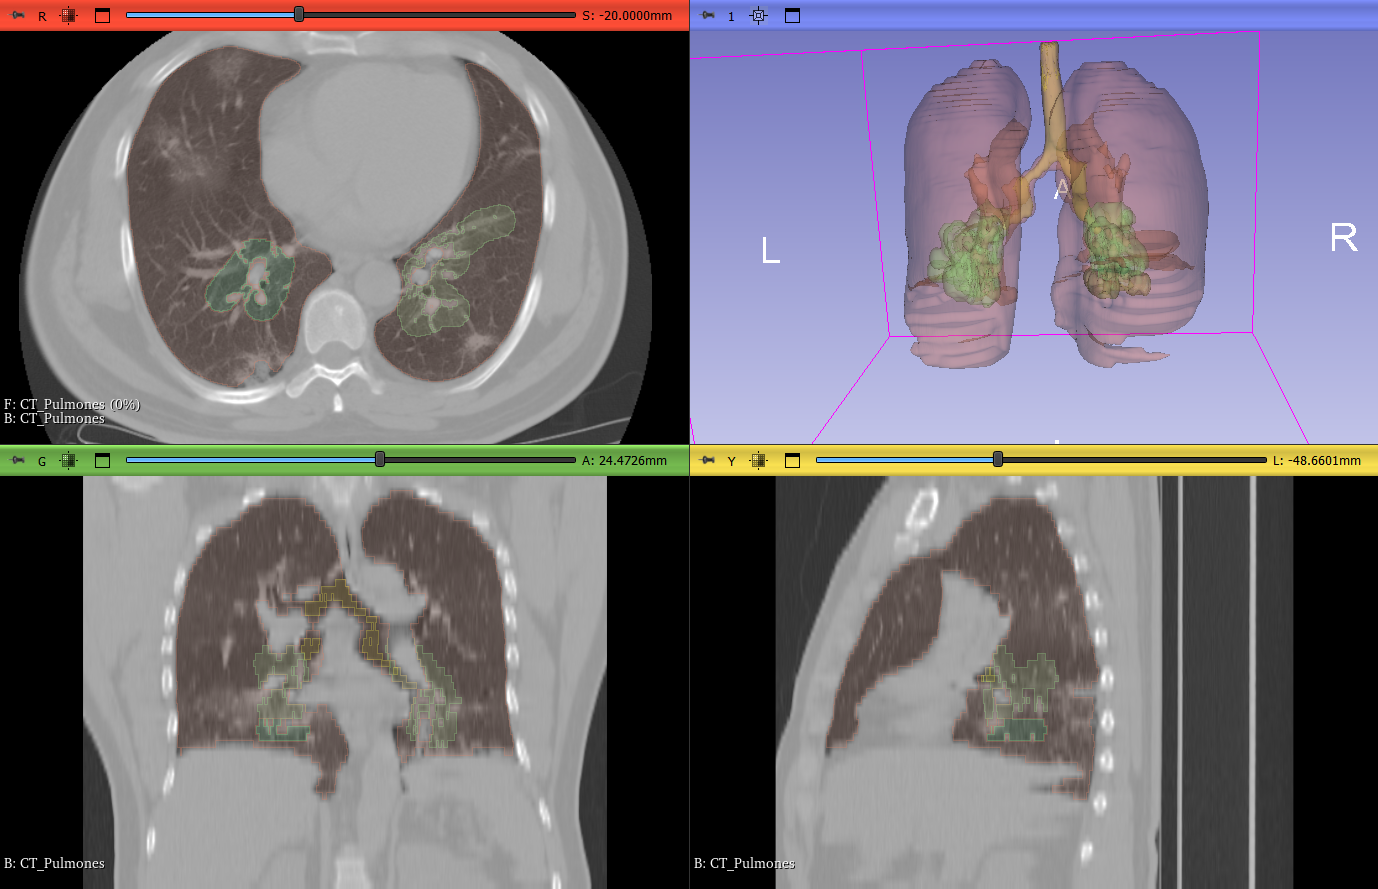 R S: -20.0000mm
1
F: CT_Pulmones (0%)
B: CT_Pulmones
A
L
R
G A: 24.4726mm
Y L: -48.6601mm
B: CT_Pulmones
B: CT_Pulmones